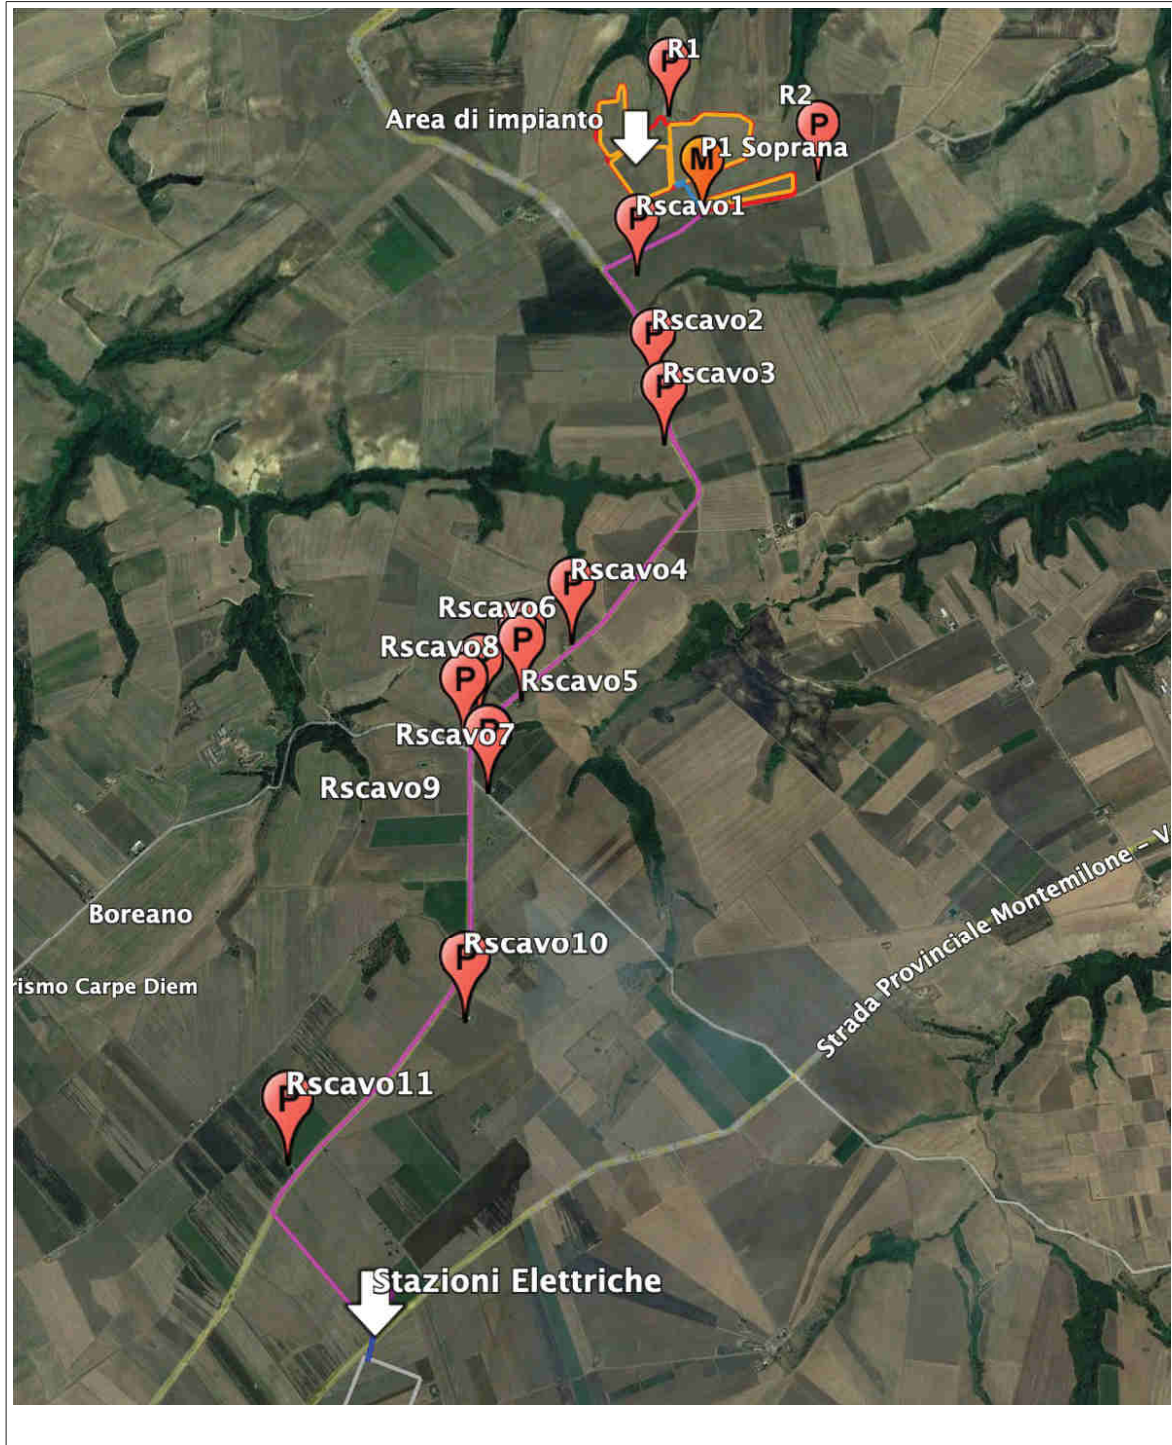 R1
R2
Area di impianto
P
P
P1 Soprana
M
Rscavo1
P
Rscavo2
P
Rscavo3
P
Rscavo4
P
Rscavo6
P
Rscavo8
P
Rscavo5
Rscavo7
Rscavo9
Strada Provinciale Montemilone - V
Boreano
Rscavo10
P
rismo Carpe Diem
Rscavo11
P
Stazioni Elettriche